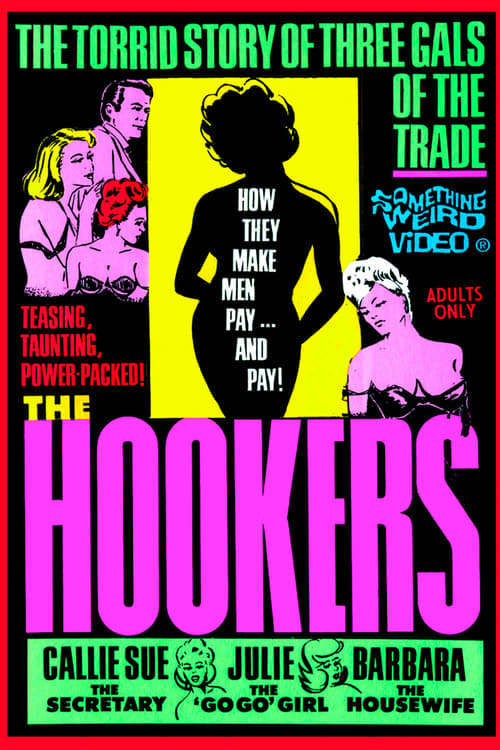 THE TORRID STORY OF THREE GALS
OF THE
TRADE
HOW
THEY
MAKE
MEN
PAY...
AND
PAY!
SOMETHING
WEIRD
VIDEO ®
ADULTS
ONLY
TEASING,
TAUNTING,
POWER-PACKED!
THE
HOOKERS
CALLIE SUE
THE
SECRETARY
JULIE
THE
'GO GO' GIRL
BARBARA
THE
HOUSEWIFE